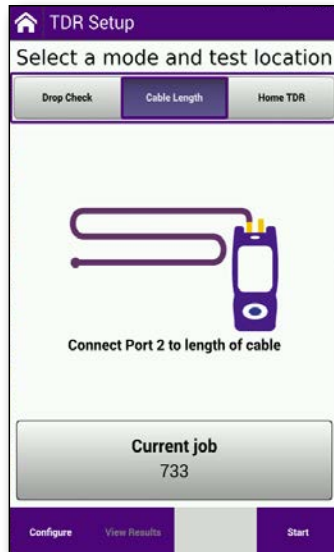 TDR Setup
Select a mode and test location
Drop Check Cable Length Home TDR
Connect Port 2 to length of cable
Current job
733
Configure View Results Start